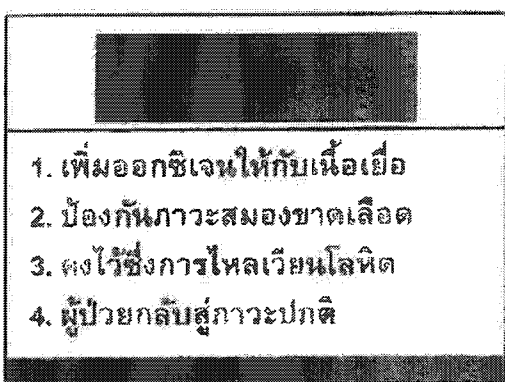 1. เพิ่มออกซิเจนให้กับเนื้อเยื่อ
2. ป้องกันภาวะสมองขาดเลือด
3. คงไว้ซึ่งการไหลเวียนโลหิต
4. ผู้ป่วยกลับสู่ภาวะปกติ